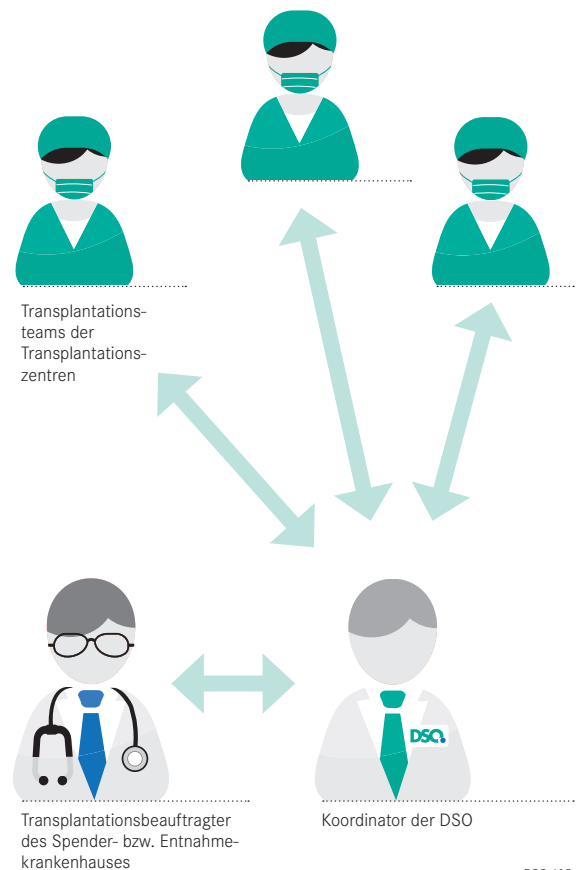 Transplantations-
teams der
Transplantations-
zentren
DSO
Transplantationsbeauftragter
des Spender- bzw. Entnahme-
krankenhauses
Koordinator der DSO